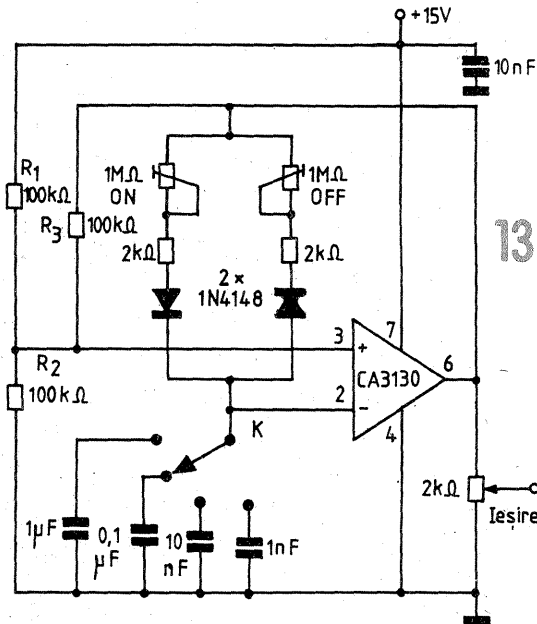 +15V
10nF
R1
100kΩ
R3
100kΩ
1MΩ
ON
1MΩ
OFF
13
2kΩ
2kΩ
2 ×
1N4148
R2
100kΩ
3
+
7
CA3130
6
2
-
4
K
2kΩ
Ieşire
1µF
0,1
µF
10
nF
1nF